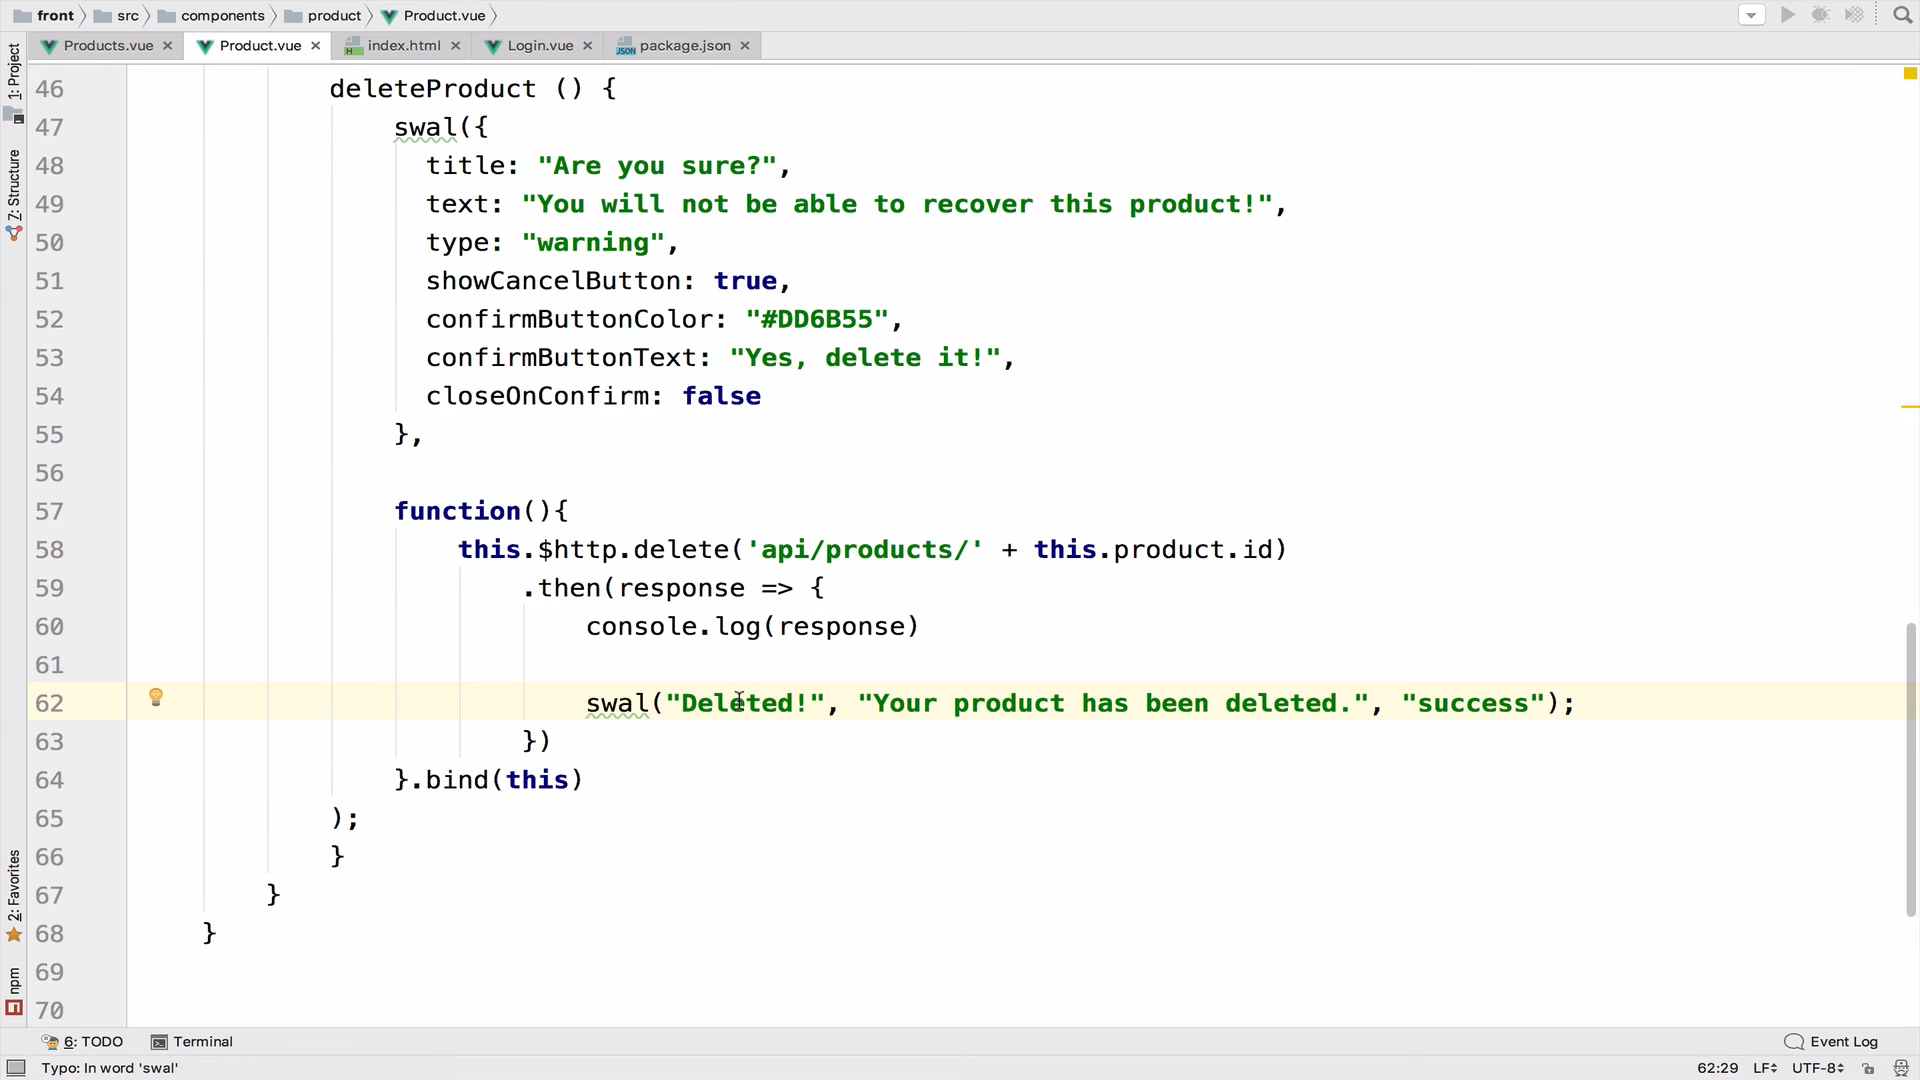 front src components product Product.vue
Products.vue Product.vue index.html Login.vue package.json
1: Project
7: Structure
2: Favorites
npm
46 deleteProduct () {
47 swal({
48 title: "Are you sure?",
49 text: "You will not be able to recover this product!",
50 type: "warning",
51 showCancelButton: true,
52 confirmButtonColor: "#DD6B55",
53 confirmButtonText: "Yes, delete it!",
54 closeOnConfirm: false
55 },
56
57 function(){
58 this.$http.delete('api/products/' + this.product.id)
59 .then(response => {
60 console.log(response)
61
62 swal("Deleted!", "Your product has been deleted.", "success");
63 })
64 }.bind(this)
65 );
66 }
67 }
68 }
69
70
6: TODO Terminal Event Log
Typo: In word 'swal' 62:29 LF UTF-8